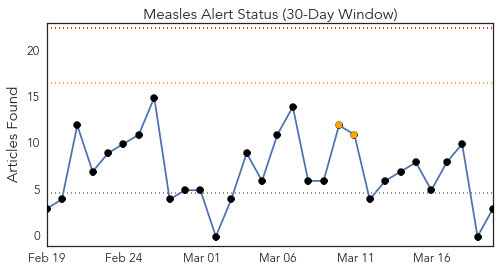 Measles Alert Status (30-Day Window)
Articles Found
20
15
10
5
0
Feb 19
Feb 24
Mar 01
Mar 06
Mar 11
Mar 16